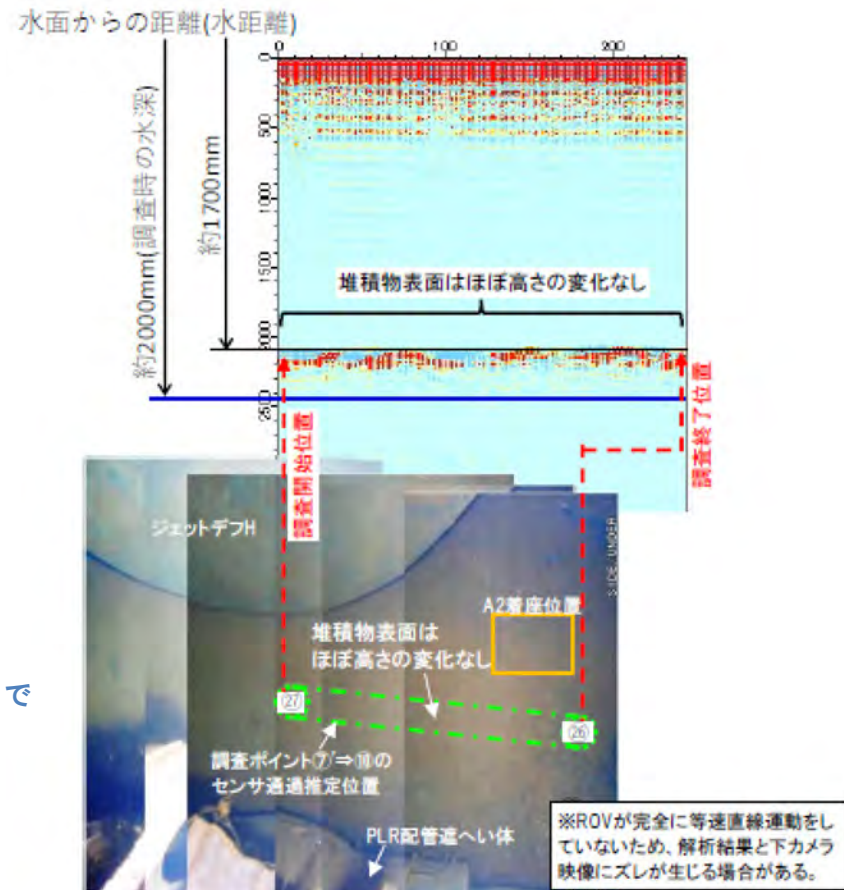 水面からの距離(水距離)
0
100
200
0
500
1000
1500
2000
2500
約2000mm(調査時の水深)
約1700mm
堆積物表面はほぼ高さの変化なし
調査開始位置
調査終了位置
ジェットデフH
SIDE UNDER
A2着座位置
堆積物表面は
ほぼ高さの変化なし
で
㉗
㉖
調査ポイント⑦'⇒⑩の
センサ通過推定位置
PLR配管遮へい体
※ROVが完全に等速直線運動をし
ていないため、解析結果と下カメラ
映像にズレが生じる場合がある。